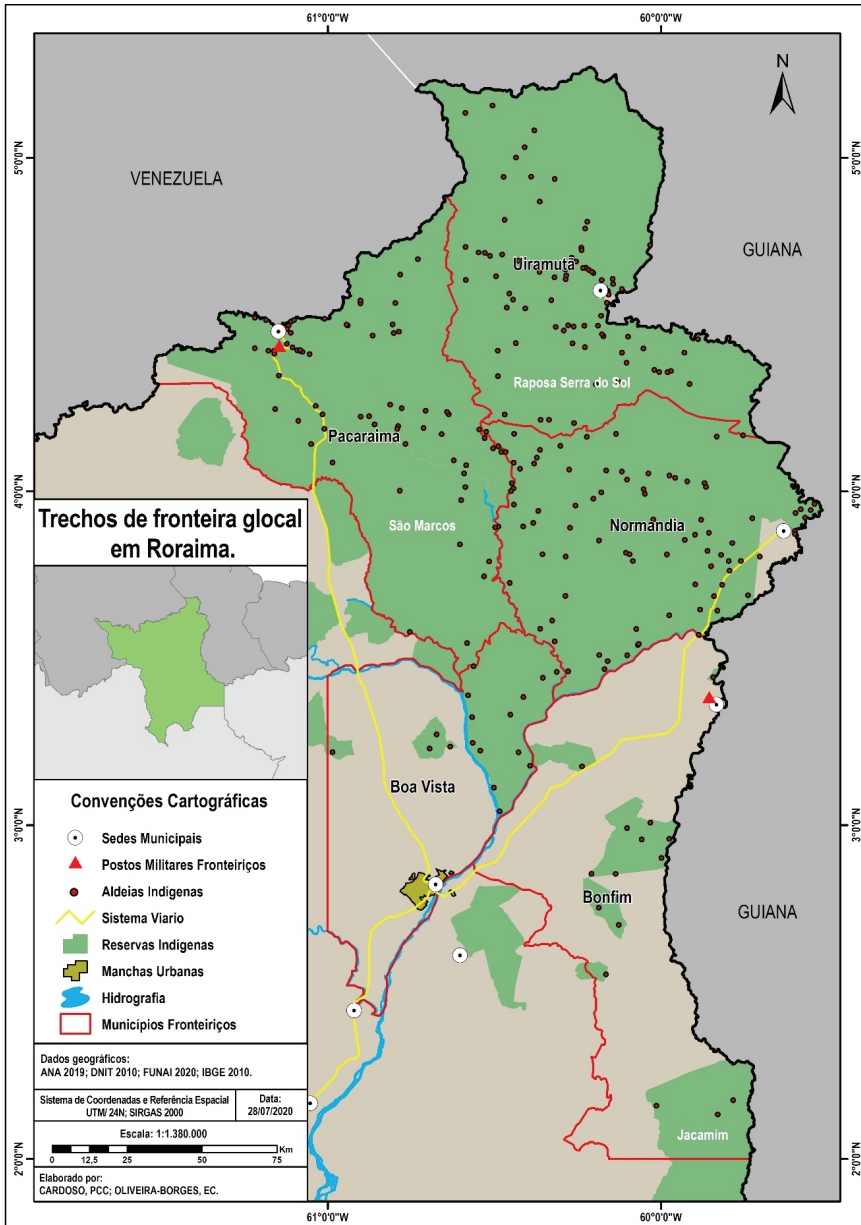 61°0'0"W
60°0'0"W
N
5°0'0"N
5°0'0"N
VENEZUELA
GUIANA
Uiramutã
Raposa Serra do Sol
Pacaraima
4°0'0"N
4°0'0"N
São Marcos
Normandia
Trechos de fronteira glocal
em Roraima.
Boa Vista
Convenções Cartográficas
Sedes Municipais
Postos Militares Fronteiriços
Aldeias Indígenas
Sistema Viario
Reservas Indígenas
Manchas Urbanas
Hidrografia
Municípios Fronteiriços
3°0'0"N
3°0'0"N
Bonfim
GUIANA
Dados geográficos:
ANA 2019; DNIT 2010; FUNAI 2020; IBGE 2010.
Sistema de Coordenadas e Referência Espacial
UTM/ 24N; SIRGAS 2000
Data:
28/07/2020
Escala: 1:1.380.000
Km
0 12,5 25 50 75
Jacamim
2°0'0"N
2°0'0"N
Elaborado por:
CARDOSO, PCC; OLIVEIRA-BORGES, EC.
61°0'0"W
60°0'0"W